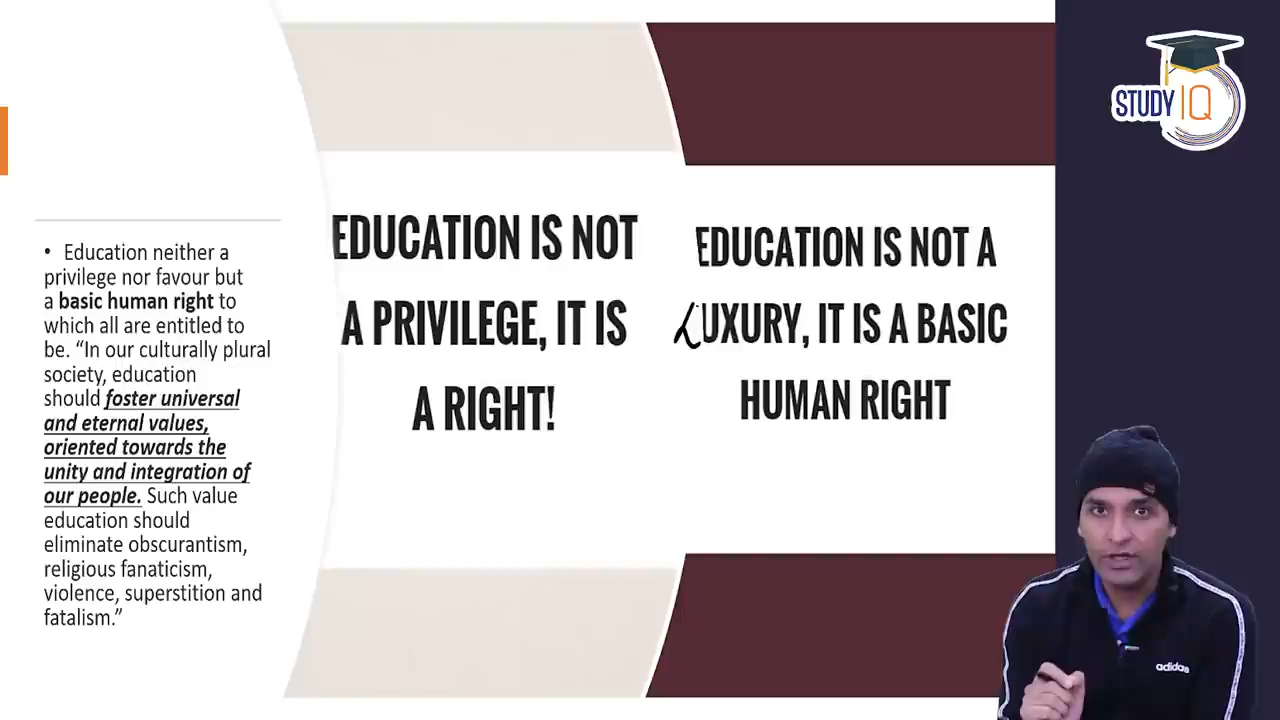 • Education neither a
privilege nor favour but
a basic human right to
which all are entitled to
be. “In our culturally plural
society, education
should foster universal
and eternal values,
oriented towards the
unity and integration of
our people. Such value
education should
eliminate obscurantism,
religious fanaticism,
violence, superstition and
fatalism.”
EDUCATION IS NOT
A PRIVILEGE, IT IS
A RIGHT!
EDUCATION IS NOT A
LUXURY, IT IS A BASIC
HUMAN RIGHT
STUDY IQ
adidas